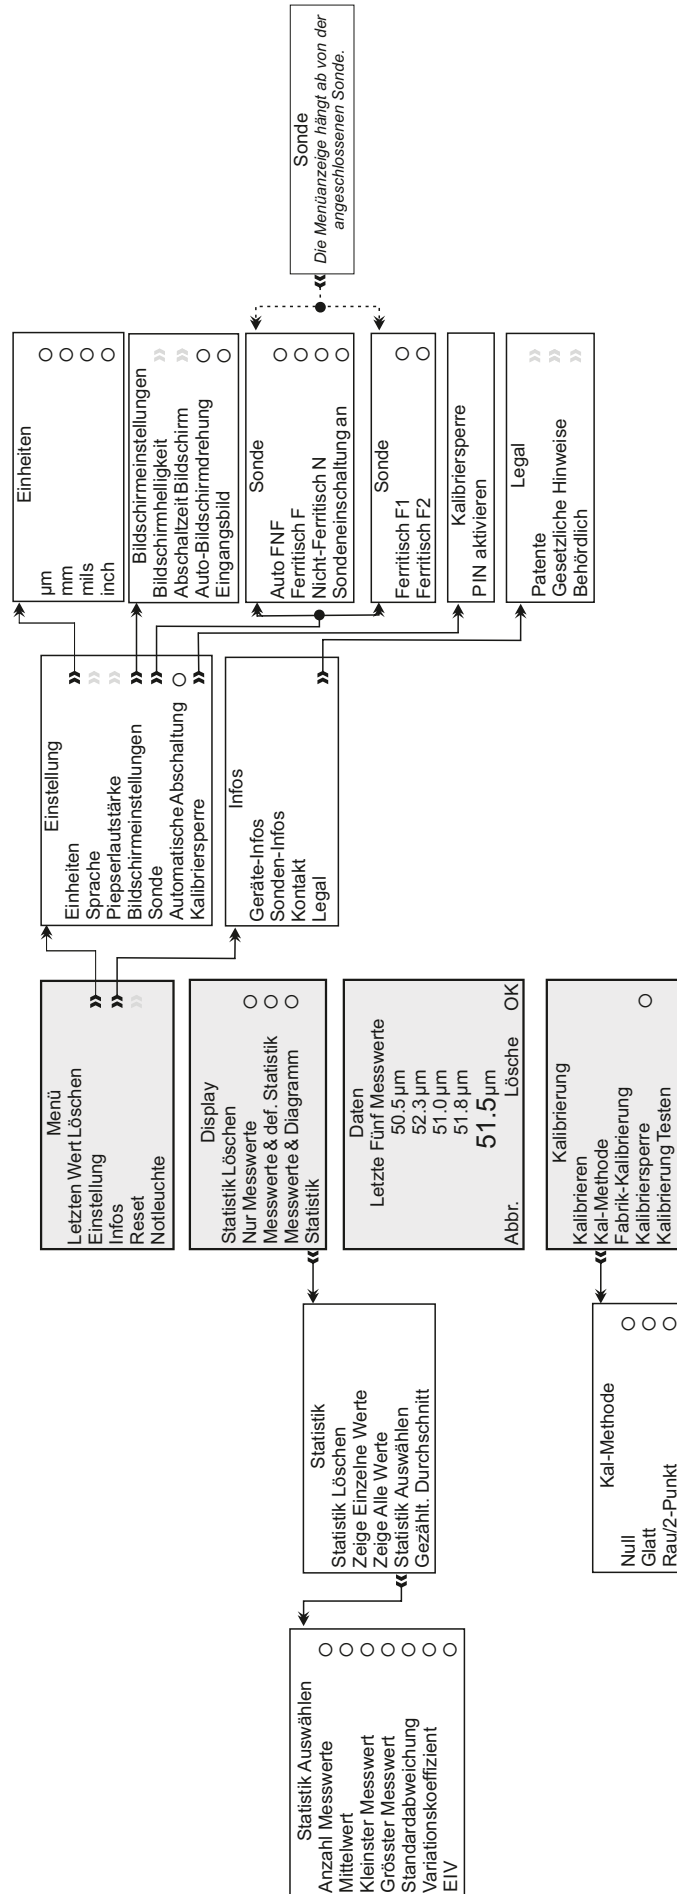 Statistik Auswählen
Anzahl Messwerte
Mittelwert
Kleinster Messwert
Grösster Messwert
Standardabweichung
Variationskoeffizient
EIV
Statistik
Statistik Löschen
Zeige Einzelne Werte
Zeige Alle Werte
Statistik Auswählen
Gezählt. Durchschnitt
Kal-Methode
Null
Glatt
Rau/2-Punkt
Menü
Letzten Wert Löschen
Einstellung
Infos
Reset
Notleuchte
Display
Statistik Löschen
Nur Messwerte
Messwerte & def. Statistik
Messwerte & Diagramm
Statistik
Daten
Letzte Fünf Messwerte
50.5 µm
52.3 µm
51.0 µm
51.8 µm
51.5 µm
Abbr. Lösche OK
Kalibrierung
Kalibrieren
Kal-Methode
Fabrik-Kalibrierung
Kalibriersperre
Kalibrierung Testen
Einstellung
Einheiten
Sprache
Piepserlautstärke
Bildschirmeinstellungen
Sonde
Automatische Abschaltung
Kalibriersperre
Infos
Geräte-Infos
Sonden-Infos
Kontakt
Legal
Einheiten
µm
mm
mils
inch
Bildschirmeinstellungen
Bildschirmhelligkeit
Abschaltzeit Bildschirm
Auto-Bildschirmdrehung
Eingangsbild
Sonde
Auto FNF
Ferritisch F
Nicht-Ferritisch N
Sondeneinschaltung an
Sonde
Ferritisch F1
Ferritisch F2
Kalibriersperre
PIN aktivieren
Legal
Patente
Gesetzliche Hinweise
Behördlich
Sonde
Die Menüanzeige hängt ab von der
angeschlossenen Sonde.